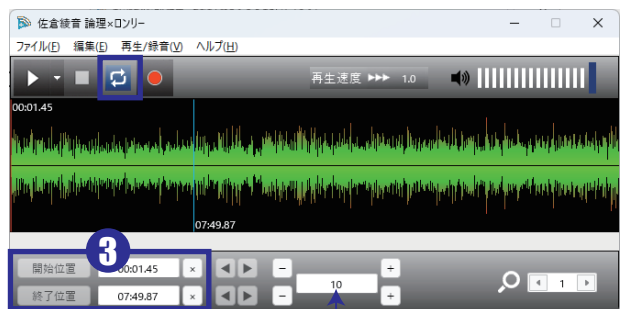 佐倉綾音 論理×ロンリー
ファイル(F) 編集(E) 再生/録音(V) ヘルプ(H)
再生速度 ▶▶▶ 1.0
00:01.45
07:49.87
3
開始位置 00:01.45 × ◀ ▶ − +
10
終了位置 07:49.87 × ◀ ▶ − +
1